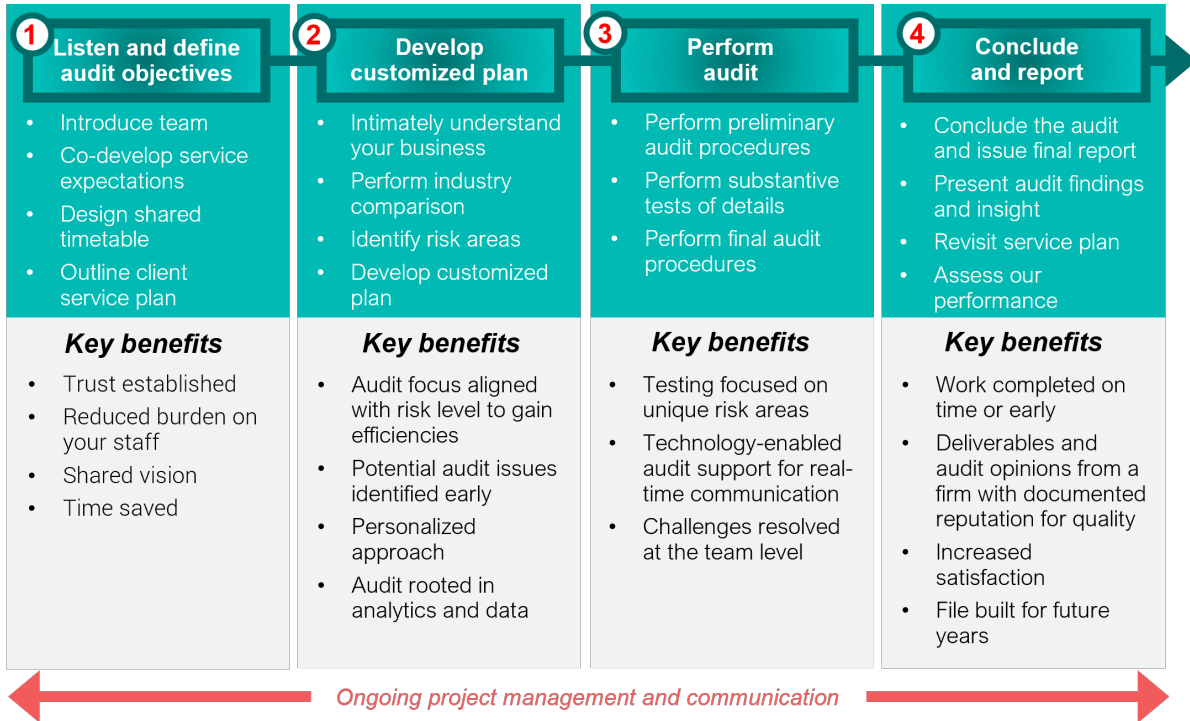 1
Listen and define
audit objectives
• Introduce team
• Co-develop service
expectations
• Design shared
timetable
• Outline client
service plan
Key benefits
• Trust established
• Reduced burden on
your staff
• Shared vision
• Time saved
2
Develop
customized plan
• Intimately understand
your business
• Perform industry
comparison
• Identify risk areas
• Develop customized
plan
Key benefits
• Audit focus aligned
with risk level to gain
efficiencies
• Potential audit issues
identified early
• Personalized
approach
• Audit rooted in
analytics and data
3
Perform
audit
• Perform preliminary
audit procedures
• Perform substantive
tests of details
• Perform final audit
procedures
Key benefits
• Testing focused on
unique risk areas
• Technology-enabled
audit support for real-
time communication
• Challenges resolved
at the team level
4
Conclude
and report
• Conclude the audit
and issue final report
• Present audit findings
and insight
• Revisit service plan
• Assess our
performance
Key benefits
• Work completed on
time or early
• Deliverables and
audit opinions from a
firm with documented
reputation for quality
• Increased
satisfaction
• File built for future
years
Ongoing project management and communication